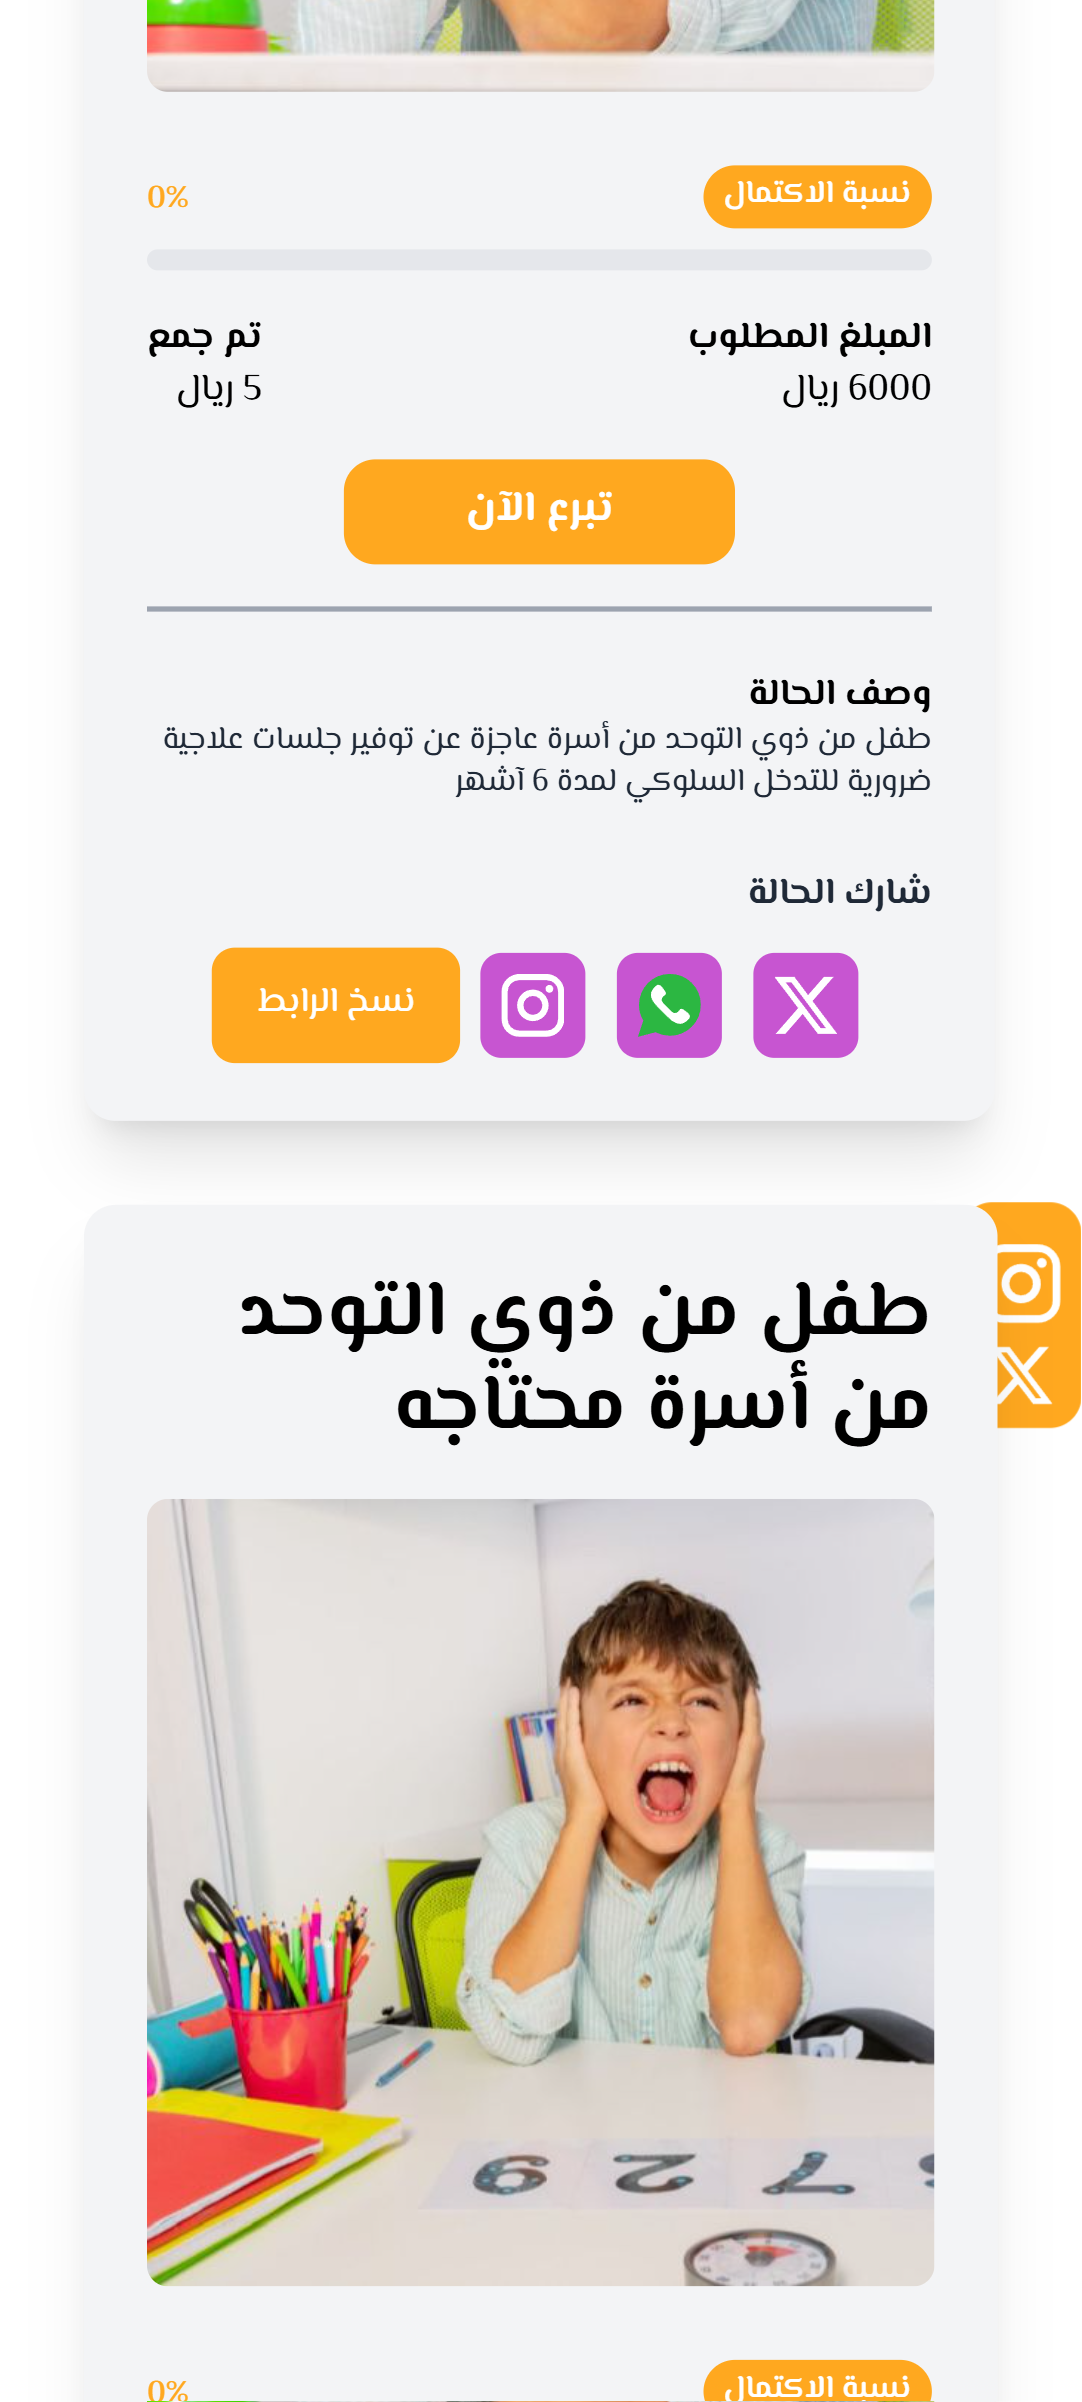 نسبة الاكتمال
0%
المبلغ المطلوب
تم جمع
6000 ريال
5 ريال
تبرع الآن
وصف الحالة
طفل من ذوي التوحد من أسرة عاجزة عن توفير جلسات علاجية
ضرورية للتدخل السلوكي لمدة 6 آشهر
شارك الحالة
نسخ الرابط
طفل من ذوي التوحد
من أسرة محتاجه
9 2 7
نسبة الاكتمال
0%